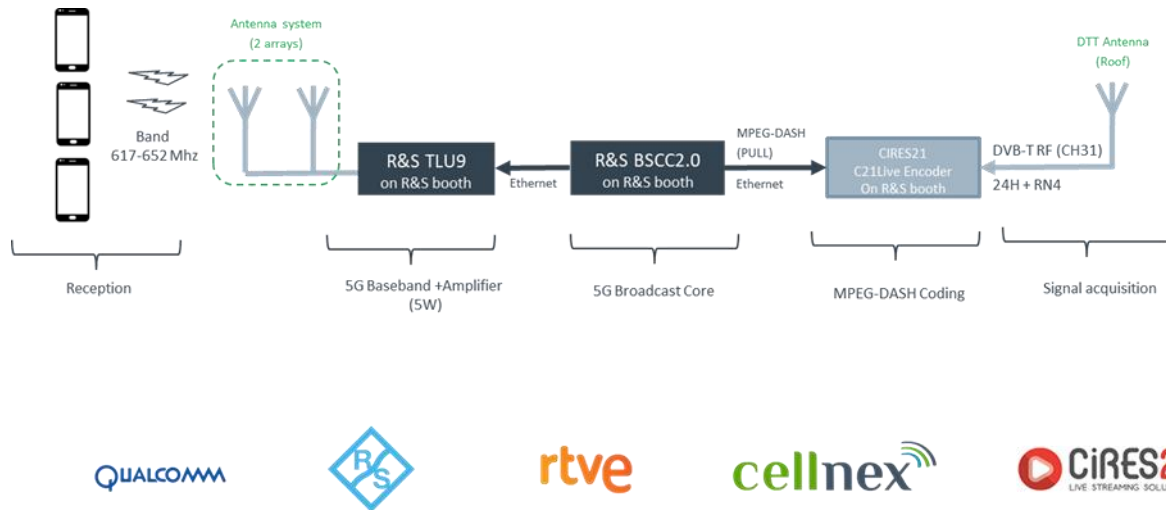 Antenna system
(2 arrays)
DTT Antenna
(Roof)
Band
617-652 Mhz
R&S TLU9
on R&S booth
Ethernet
R&S BSCC2.0
on R&S booth
MPEG-DASH
(PULL)
Ethernet
CIRES21
C21Live Encoder
On R&S booth
DVB-T RF (CH31)
24H + RN4
Reception
5G Baseband +Amplifier
(5W)
5G Broadcast Core
MPEG-DASH Coding
Signal acquisition
QUALCOMM
R S
rtve
cellnex
CiRES2
LIVE STREAMING SOLU